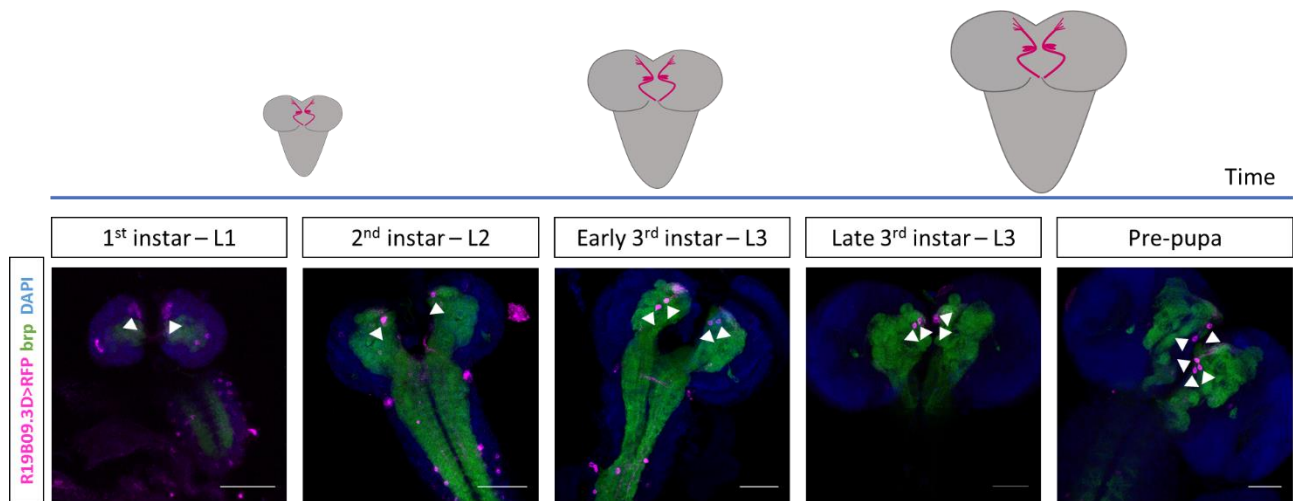 Time
1st instar – L1
2nd instar – L2
Early 3rd instar – L3
Late 3rd instar – L3
Pre-pupa
R19B09.3D>RFP brp DAPI